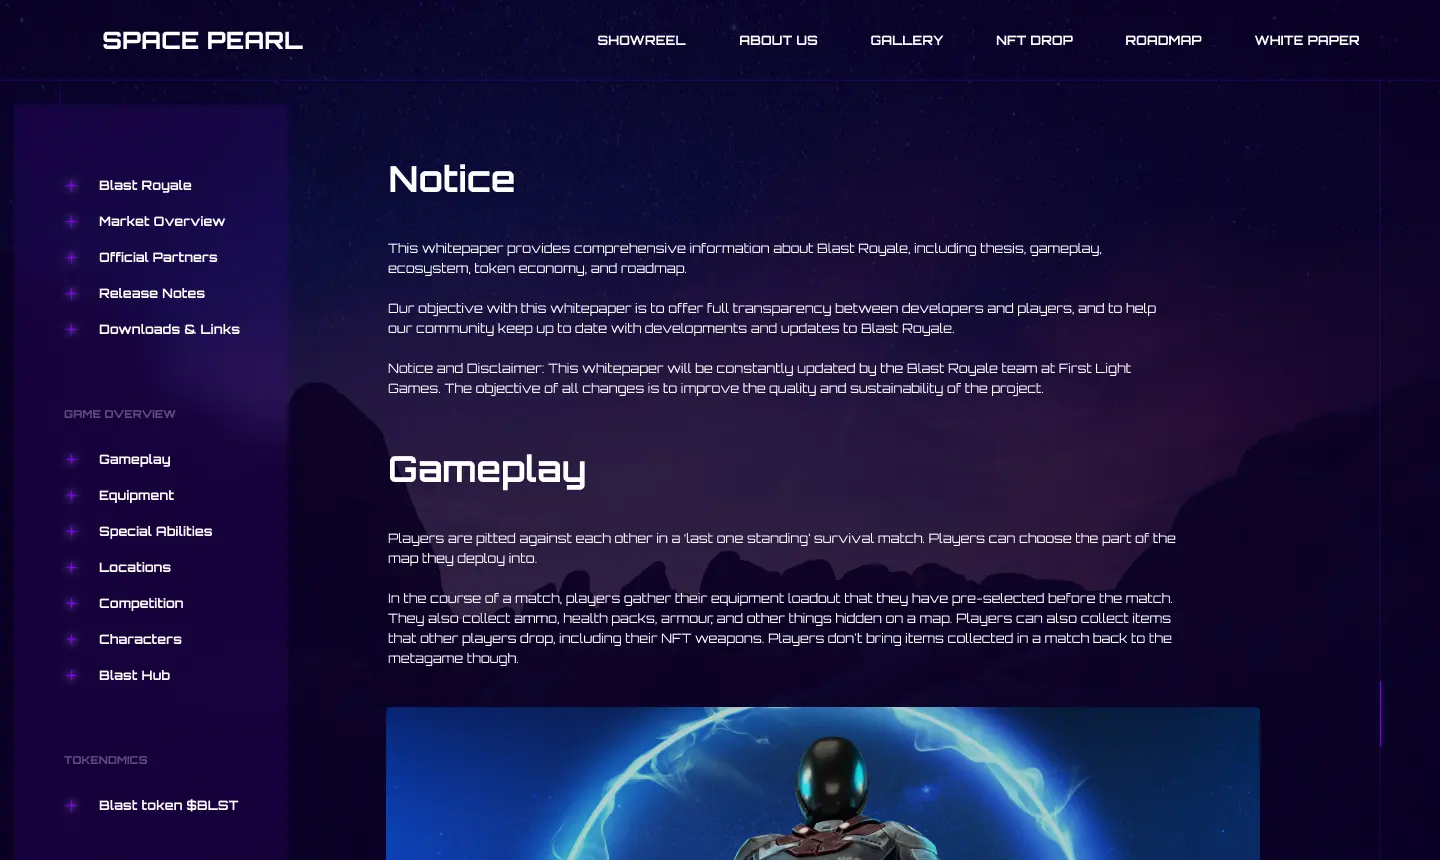 SPACE PEARL
SHOWREEL ABOUT US GALLERY NFT DROP ROADMAP WHITE PAPER
Blast Royale
Market Overview
Official Partners
Release Notes
Downloads & Links
GAME OVERVIEW
Gameplay
Equipment
Special Abilities
Locations
Competition
Characters
Blast Hub
TOKENOMICS
Blast token $BLST
Notice
This whitepaper provides comprehensive information about Blast Royale, including thesis, gameplay,
ecosystem, token economy, and roadmap.
Our objective with this whitepaper is to offer full transparency between developers and players, and to help
our community keep up to date with developments and updates to Blast Royale.
Notice and Disclaimer: This whitepaper will be constantly updated by the Blast Royale team at First Light
Games. The objective of all changes is to improve the quality and sustainability of the project.
Gameplay
Players are pitted against each other in a 'last one standing' survival match. Players can choose the part of the
map they deploy into.
In the course of a match, players gather their equipment loadout that they have pre-selected before the match.
They also collect ammo, health packs, armour, and other things hidden on a map. Players can also collect items
that other players drop, including their NFT weapons. Players don't bring items collected in a match back to the
metagame though.